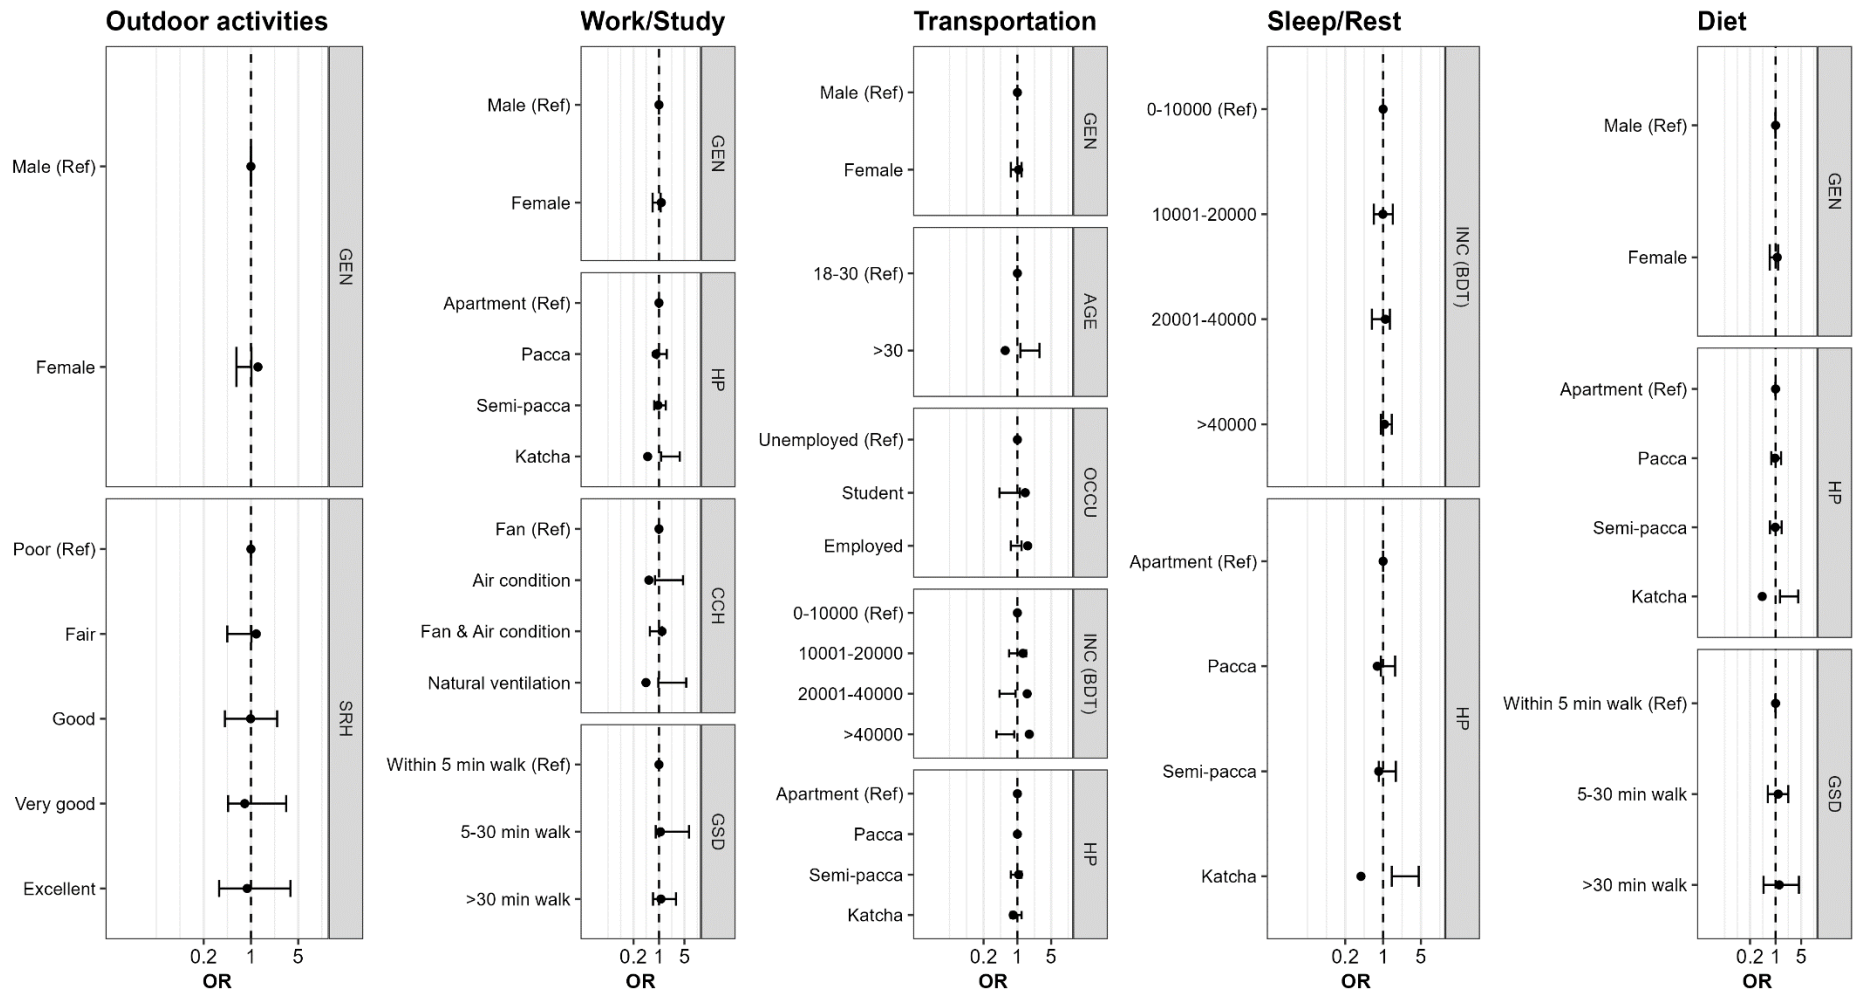 Outdoor activities
Male (Ref)
Female
GEN
Poor (Ref)
Fair
Good
Very good
Excellent
SRH
0.2 1 5
OR
Work/Study
Male (Ref)
Female
GEN
Apartment (Ref)
Pacca
Semi-pacca
Katcha
HP
Fan (Ref)
Air condition
Fan & Air condition
Natural ventilation
CCH
Within 5 min walk (Ref)
5-30 min walk
>30 min walk
GSD
0.2 1 5
OR
Transportation
Male (Ref)
Female
GEN
18-30 (Ref)
>30
AGE
Unemployed (Ref)
Student
Employed
OCCU
0-10000 (Ref)
10001-20000
20001-40000
>40000
INC (BDT)
Apartment (Ref)
Pacca
Semi-pacca
Katcha
HP
0.2 1 5
OR
Sleep/Rest
0-10000 (Ref)
10001-20000
20001-40000
>40000
INC (BDT)
Apartment (Ref)
Pacca
Semi-pacca
Katcha
HP
0.2 1 5
OR
Diet
Male (Ref)
Female
GEN
Apartment (Ref)
Pacca
Semi-pacca
Katcha
HP
Within 5 min walk (Ref)
5-30 min walk
>30 min walk
GSD
0.2 1 5
OR